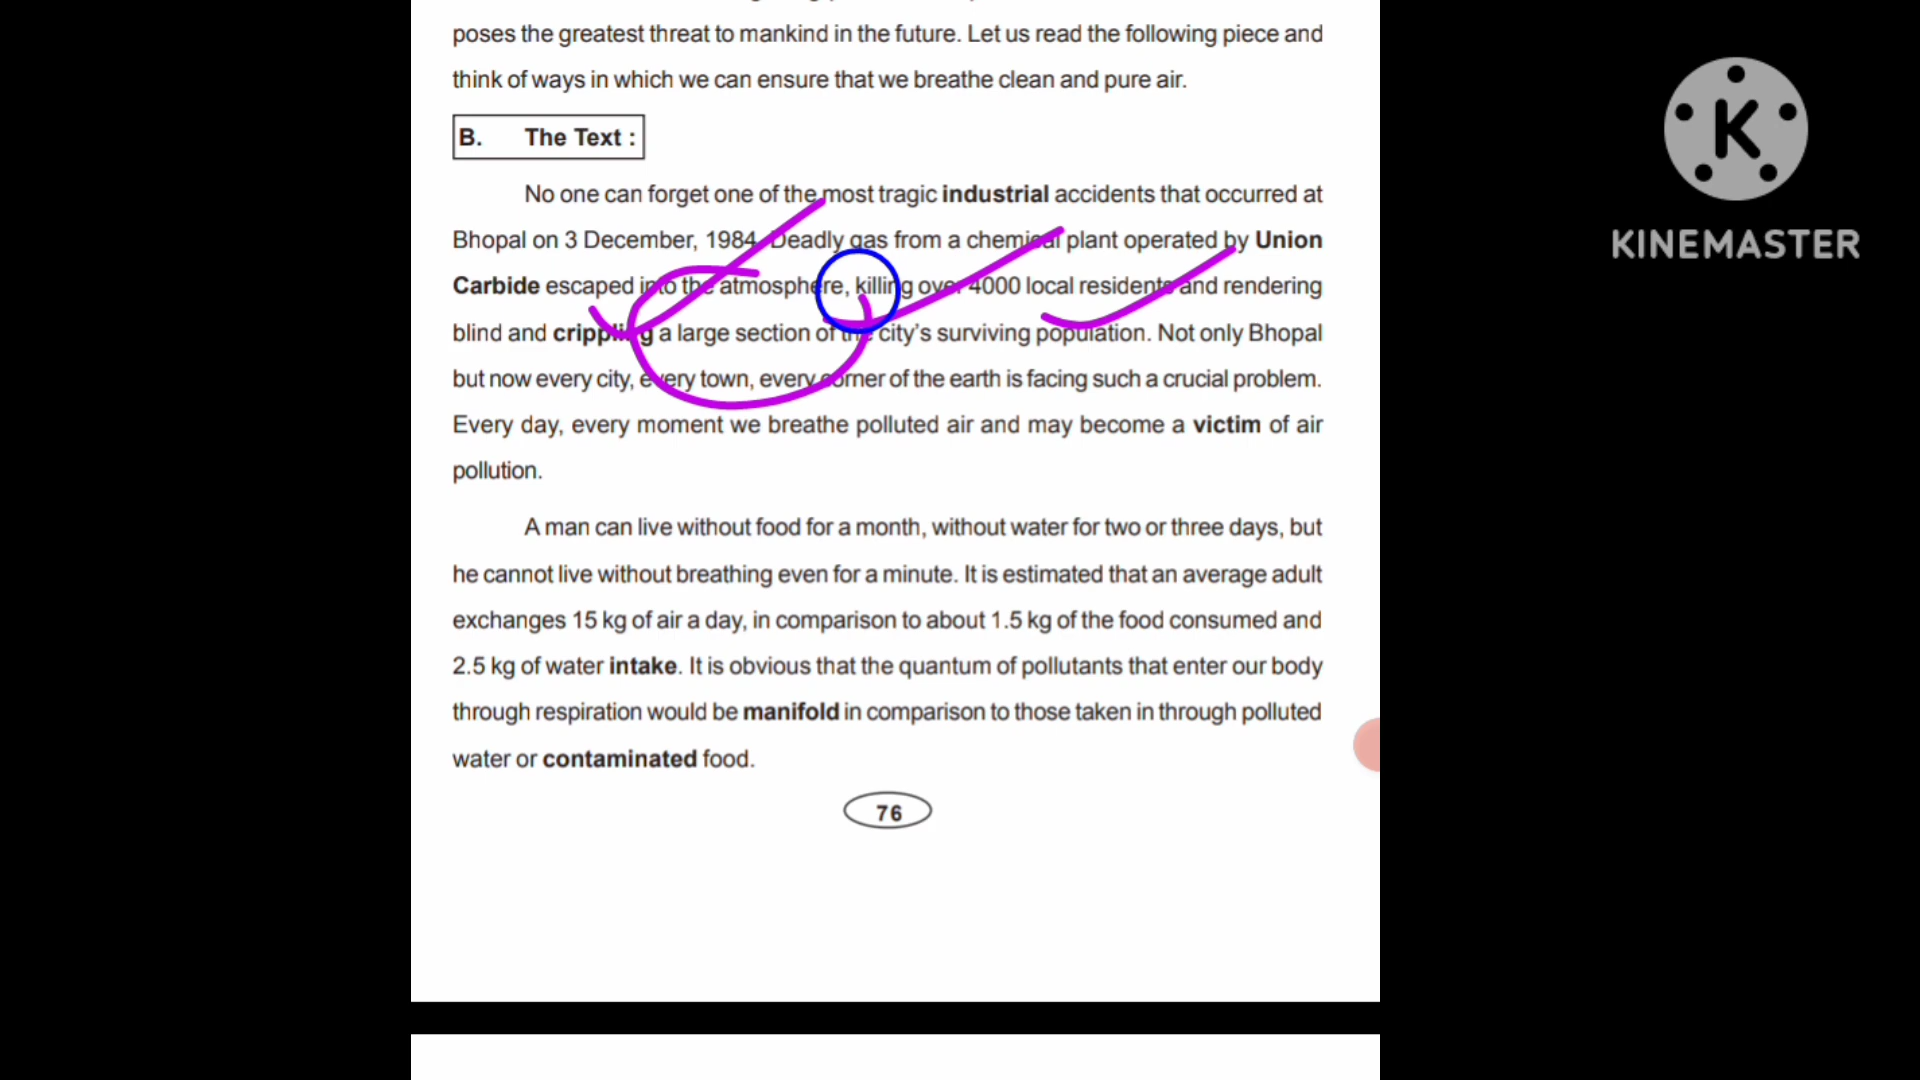 poses the greatest threat to mankind in the future. Let us read the following piece and
think of ways in which we can ensure that we breathe clean and pure air.
B. The Text :
No one can forget one of the most tragic industrial accidents that occurred at
Bhopal on 3 December, 1984. Deadly gas from a chemical plant operated by Union
Carbide escaped into the atmosphere, killing over 4000 local residents and rendering
blind and crippling a large section of the city's surviving population. Not only Bhopal
but now every city, every town, every corner of the earth is facing such a crucial problem.
Every day, every moment we breathe polluted air and may become a victim of air
pollution.
A man can live without food for a month, without water for two or three days, but
he cannot live without breathing even for a minute. It is estimated that an average adult
exchanges 15 kg of air a day, in comparison to about 1.5 kg of the food consumed and
2.5 kg of water intake. It is obvious that the quantum of pollutants that enter our body
through respiration would be manifold in comparison to those taken in through polluted
water or contaminated food.
76
K
KINEMASTER